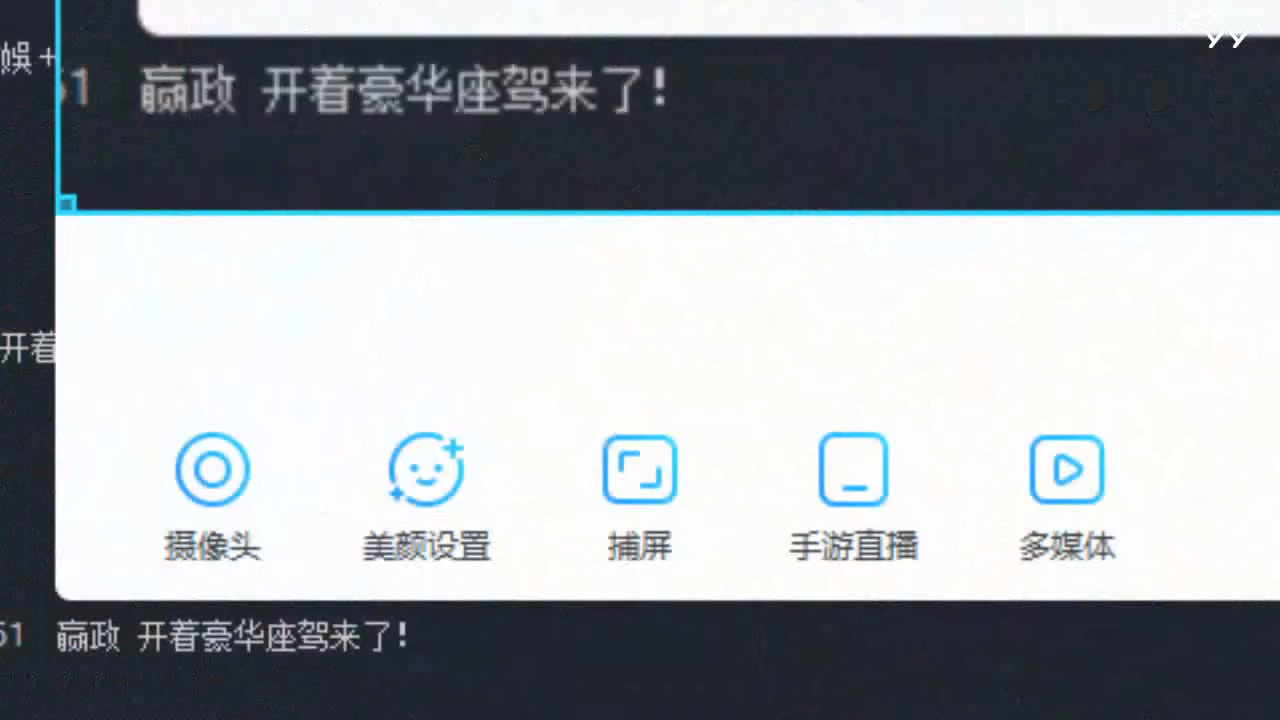 yy
娱+
51 嬴政 开着豪华座驾来了!
开着
摄像头 美颜设置 捕屏 手游直播 多媒体
51 嬴政 开着豪华座驾来了!